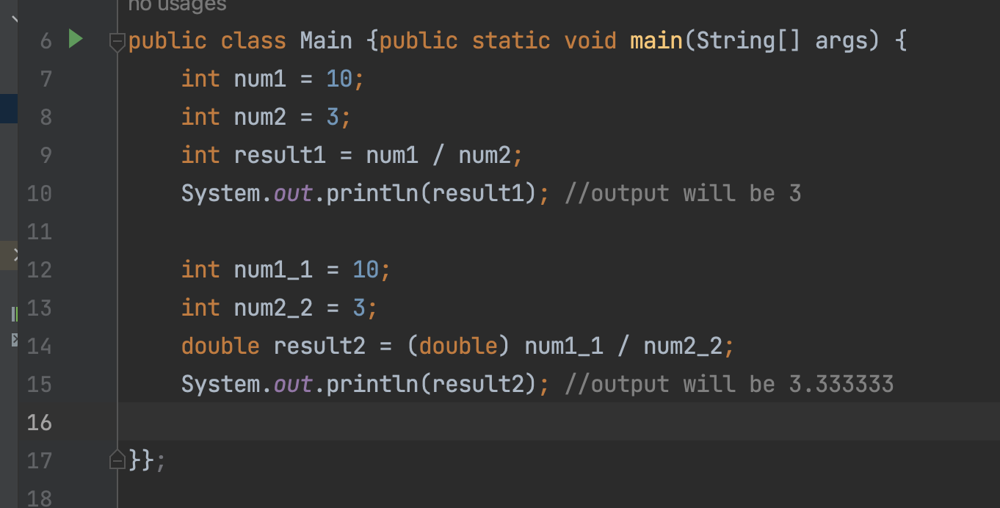 no usages
6 public class Main {public static void main(String[] args) {
7 int num1 = 10;
8 int num2 = 3;
9 int result1 = num1 / num2;
10 System.out.println(result1); //output will be 3
11
12 int num1_1 = 10;
13 int num2_2 = 3;
14 double result2 = (double) num1_1 / num2_2;
15 System.out.println(result2); //output will be 3.333333
16
17 }};
18